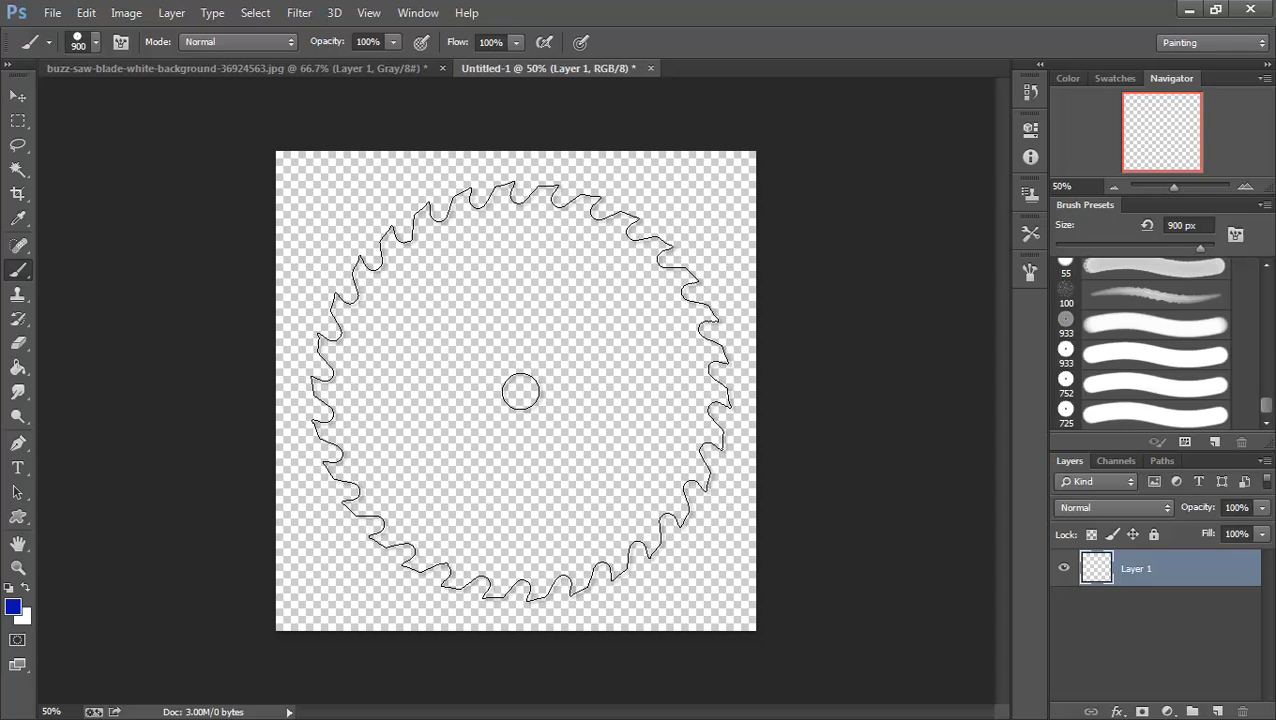 Ps File Edit Image Layer Type Select Filter 3D View Window Help
900 Mode: Normal Opacity: 100% Flow: 100% Painting
buzz-saw-blade-white-background-36924563.jpg @ 66.7% (Layer 1, Gray/8#) * × Untitled-1 @ 50% (Layer 1, RGB/8) * ×
Color Swatches Navigator
50%
Brush Presets
Size: 900 px
55
100
933
933
752
725
Layers Channels Paths
Kind
Normal Opacity: 100%
Lock: Fill: 100%
Layer 1
50% Doc: 3.00M/0 bytes